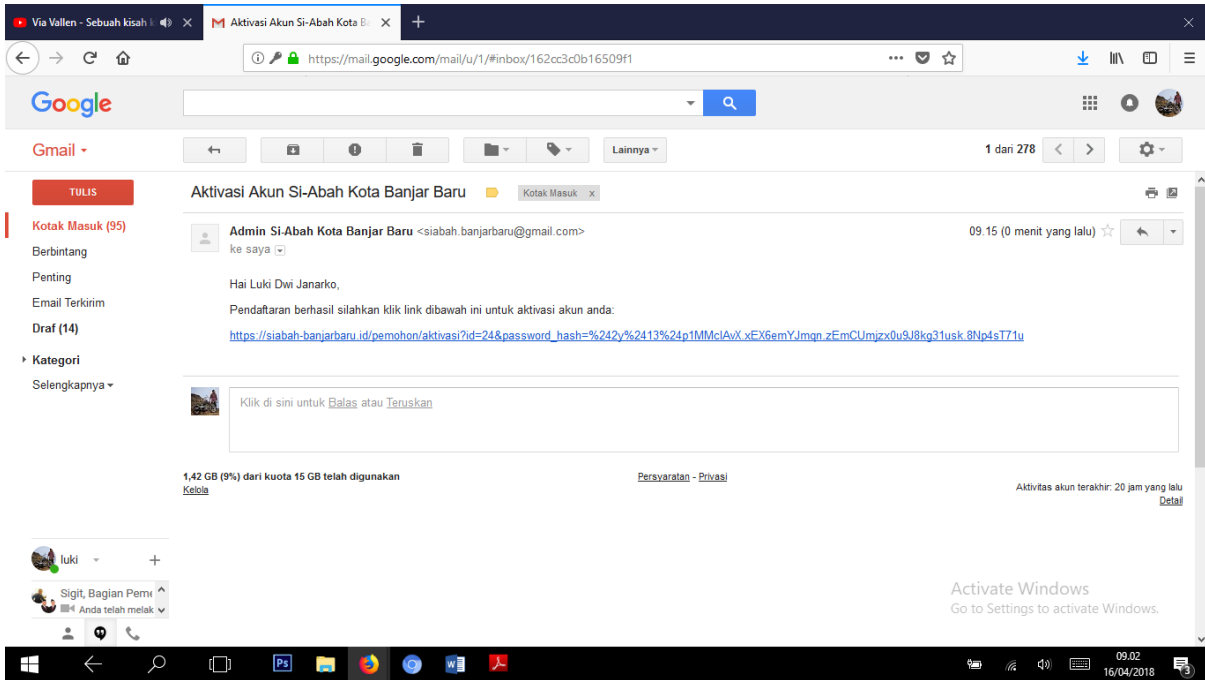 Via Vallen - Sebuah kisah
Aktivasi Akun Si-Abah Kota Ba
https://mail.google.com/mail/u/1/#inbox/162cc3c0b16509f1
Google
Gmail
Lainnya
1 dari 278
TULIS
Aktivasi Akun Si-Abah Kota Banjar Baru
Kotak Masuk x
Kotak Masuk (95)
Berbintang
Penting
Email Terkirim
Draf (14)
Kategori
Selengkapnya
Admin Si-Abah Kota Banjar Baru <siabah.banjarbaru@gmail.com>
09.15 (0 menit yang lalu)
ke saya
Hai Luki Dwi Janarko,
Pendaftaran berhasil silahkan klik link dibawah ini untuk aktivasi akun anda:
https://siabah-banjarbaru.id/pemohon/aktivasi?id=24&password_hash=%242y%2413%24p1MMclAvX.xEX6emYJmqn.zEmCUmjzx0u9J8kg31usk.8Np4sT71u
Klik di sini untuk Balas atau Teruskan
1,42 GB (9%) dari kuota 15 GB telah digunakan
Kelola
Persyaratan - Privasi
Aktivitas akun terakhir: 20 jam yang lalu
Detail
luki
Sigit, Bagian Peme
Anda telah melak
Activate Windows
Go to Settings to activate Windows.
Ps
09.02
16/04/2018
3